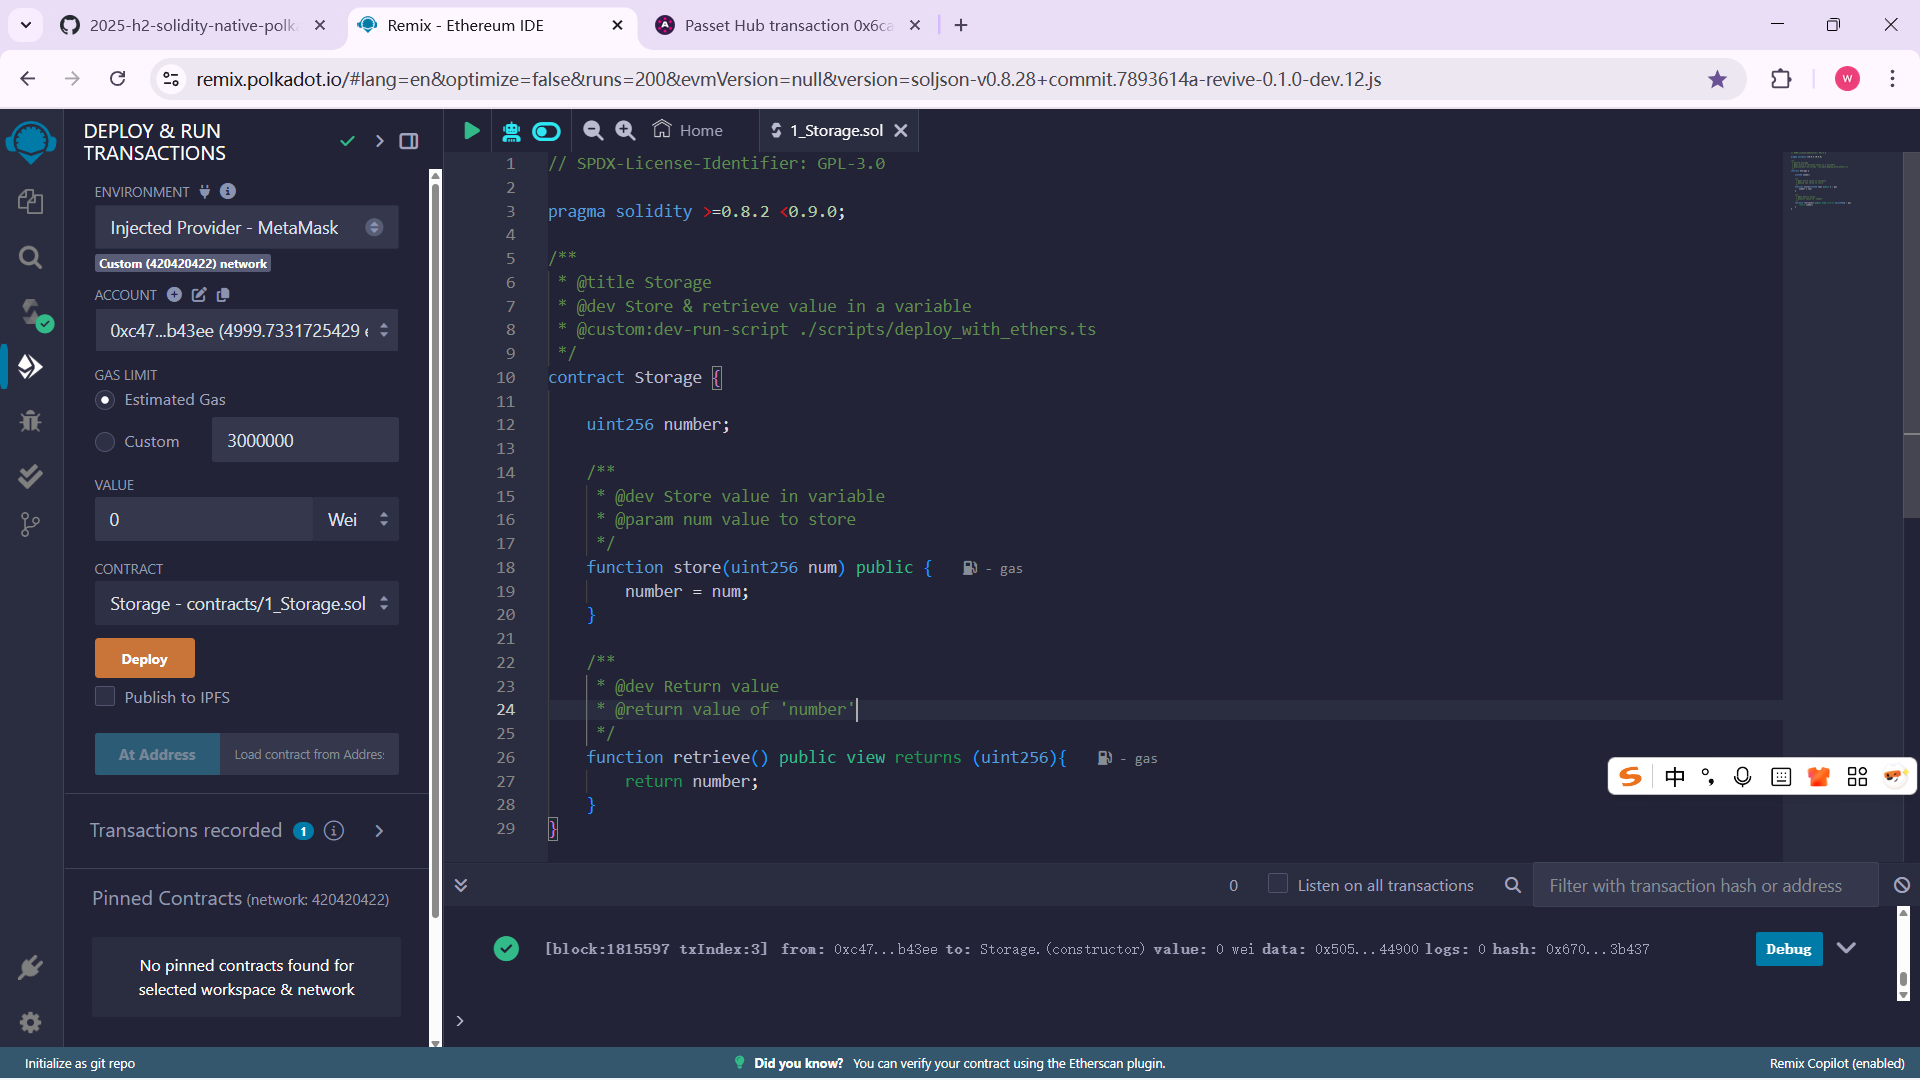 2025-h2-solidity-native-polk
Remix - Ethereum IDE
Passet Hub transaction 0x6ca
remix.polkadot.io/#lang=en&optimize=false&runs=200&evmVersion=null&version=soljson-v0.8.28+commit.7893614a-revive-0.1.0-dev.12.js
W
DEPLOY & RUN
TRANSACTIONS
ENVIRONMENT
Injected Provider - MetaMask
Custom (420420422) network
ACCOUNT
0xc47...b43ee (4999.7331725429 e
GAS LIMIT
Estimated Gas
Custom
3000000
VALUE
0
Wei
CONTRACT
Storage - contracts/1_Storage.sol
Deploy
Publish to IPFS
At Address
Load contract from Address
Transactions recorded 1
Pinned Contracts (network: 420420422)
No pinned contracts found for
selected workspace & network
Home
1_Storage.sol
1 // SPDX-License-Identifier: GPL-3.0
2
3 pragma solidity >=0.8.2 <0.9.0;
4
5 /**
6 * @title Storage
7 * @dev Store & retrieve value in a variable
8 * @custom:dev-run-script ./scripts/deploy_with_ethers.ts
9 */
10 contract Storage {
11
12 uint256 number;
13
14 /**
15 * @dev Store value in variable
16 * @param num value to store
17 */
18 function store(uint256 num) public { - gas
19 number = num;
20 }
21
22 /**
23 * @dev Return value
24 * @return value of 'number'
25 */
26 function retrieve() public view returns (uint256){ - gas
27 return number;
28 }
29 }
中
0
Listen on all transactions
Filter with transaction hash or address
[block:1815597 txIndex:3] from: 0xc47...b43ee to: Storage.(constructor) value: 0 wei data: 0x505...44900 logs: 0 hash: 0x670...3b437
Debug
>
Initialize as git repo
Did you know? You can verify your contract using the Etherscan plugin.
Remix Copilot (enabled)